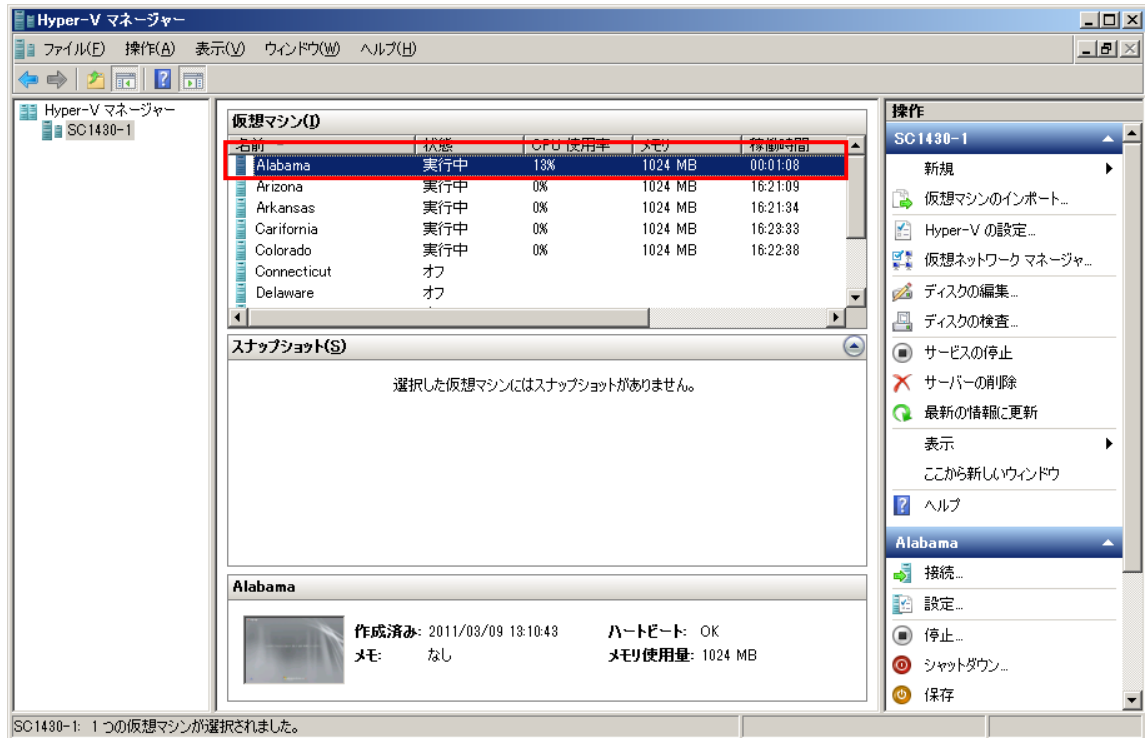 Hyper-V マネージャー
ファイル(F) 操作(A) 表示(V) ウィンドウ(W) ヘルプ(H)
Hyper-V マネージャー
SC1430-1
仮想マシン(I)
名前 状態 CPU 使用率 メモリ 稼働時間
Alabama 実行中 13% 1024 MB 00:01:08
Arizona 実行中 0% 1024 MB 16:21:09
Arkansas 実行中 0% 1024 MB 16:21:34
Carifornia 実行中 0% 1024 MB 16:23:33
Colorado 実行中 0% 1024 MB 16:22:38
Connecticut オフ
Delaware オフ
スナップショット(S)
選択した仮想マシンにはスナップショットがありません。
Alabama
作成済み: 2011/03/09 13:10:43 ハートビート: OK
メモ: なし メモリ使用量: 1024 MB
操作
SC1430-1
新規
仮想マシンのインポート...
Hyper-V の設定...
仮想ネットワーク マネージャ...
ディスクの編集...
ディスクの検査...
サービスの停止
サーバーの削除
最新の情報に更新
表示
ここから新しいウィンドウ
ヘルプ
Alabama
接続...
設定...
停止...
シャットダウン...
保存
SC1430-1: 1 つの仮想マシンが選択されました。